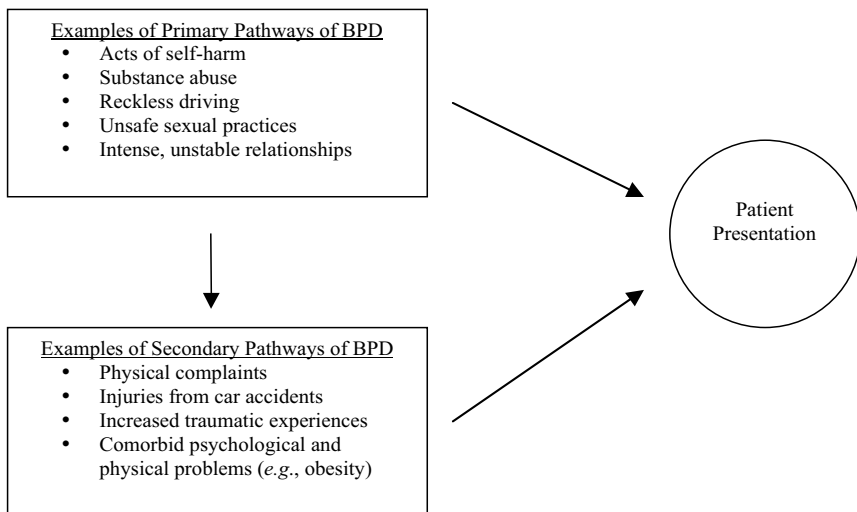 Examples of Primary Pathways of BPD
• Acts of self-harm
• Substance abuse
• Reckless driving
• Unsafe sexual practices
• Intense, unstable relationships
Patient
Presentation
Examples of Secondary Pathways of BPD
• Physical complaints
• Injuries from car accidents
• Increased traumatic experiences
• Comorbid psychological and
physical problems (e.g., obesity)